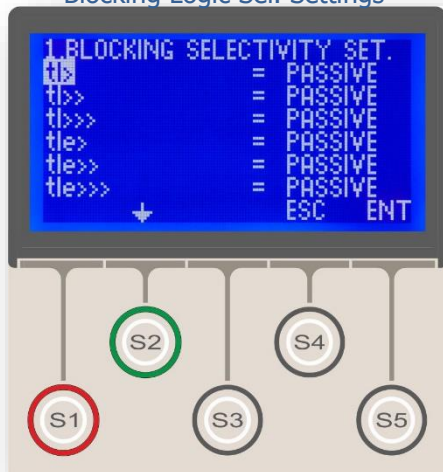 Blocking Logic Sel. Settings
1.BLOCKING SELECTIVITY SET.
tI> = PASSIVE
tI>> = PASSIVE
tI>>> = PASSIVE
tIe> = PASSIVE
tIe>> = PASSIVE
tIe>>> = PASSIVE
ESC ENT
S2 S4
S1 S3 S5